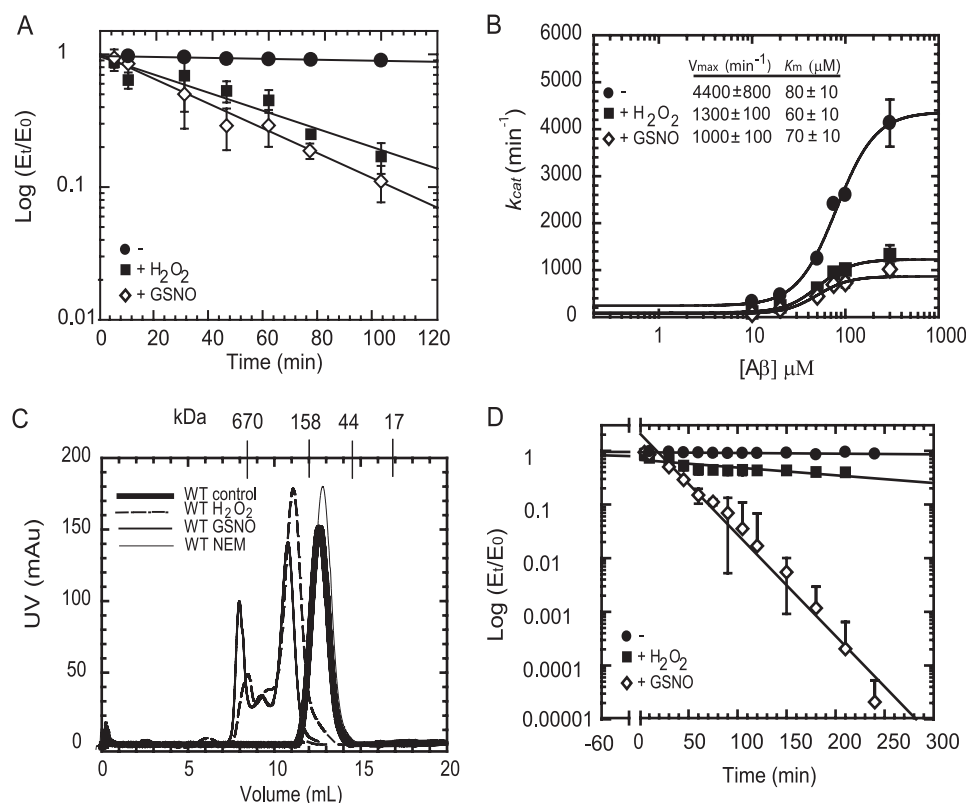 A
Log (Et/E0)
1
0.1
0.01
- 
+ H2O2
+ GSNO
0 20 40 60 80 100 120
Time (min)
B
kcat (min-1)
6000
5000
4000
3000
2000
1000
0
Vmax (min-1) Km (μM)
- 4400±800 80±10
+ H2O2 1300±100 60±10
+ GSNO 1000±100 70±10
1 10 100 1000
[Aβ] μM
C
kDa 670 158 44 17
UV (mAu)
200
150
100
50
0
WT control
WT H2O2
WT GSNO
WT NEM
0 5 10 15 20
Volume (mL)
D
Log (Et/E0)
1
0.1
0.01
0.001
0.0001
0.00001
-
+ H2O2
+ GSNO
-60 0 50 100 150 200 250 300
Time (min)